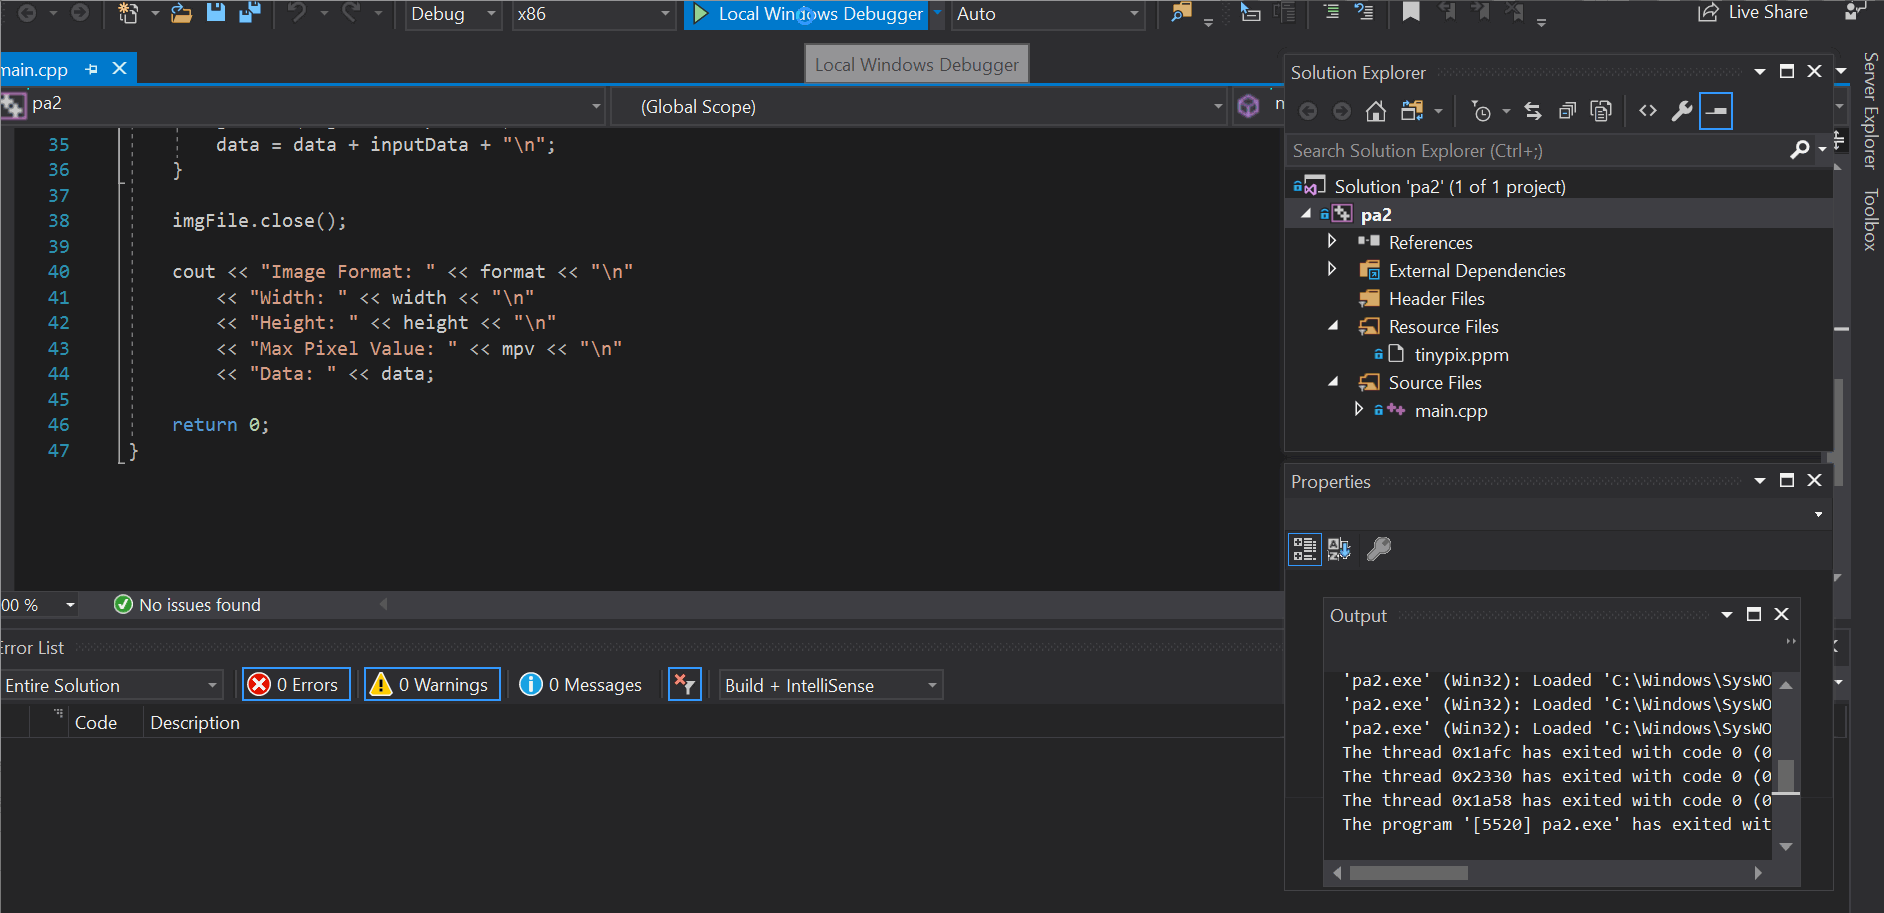 Debug x86 Local Windows Debugger Auto Live Share
Local Windows Debugger
main.cpp
pa2 (Global Scope)
35 data = data + inputData + "\n";
36 }
37
38 imgFile.close();
39
40 cout << "Image Format: " << format << "\n"
41 << "Width: " << width << "\n"
42 << "Height: " << height << "\n"
43 << "Max Pixel Value: " << mpv << "\n"
44 << "Data: " << data;
45
46 return 0;
47 }
00 % No issues found
Error List
Entire Solution 0 Errors 0 Warnings 0 Messages Build + IntelliSense
Code Description
Solution Explorer
Search Solution Explorer (Ctrl+;)
Solution 'pa2' (1 of 1 project)
pa2
References
External Dependencies
Header Files
Resource Files
tinypix.ppm
Source Files
main.cpp
Properties
Output
'pa2.exe' (Win32): Loaded 'C:\Windows\SysWO
'pa2.exe' (Win32): Loaded 'C:\Windows\SysWO
'pa2.exe' (Win32): Loaded 'C:\Windows\SysWO
The thread 0x1afc has exited with code 0 (0
The thread 0x2330 has exited with code 0 (0
The thread 0x1a58 has exited with code 0 (0
The program '[5520] pa2.exe' has exited wit
Server Explorer
Toolbox